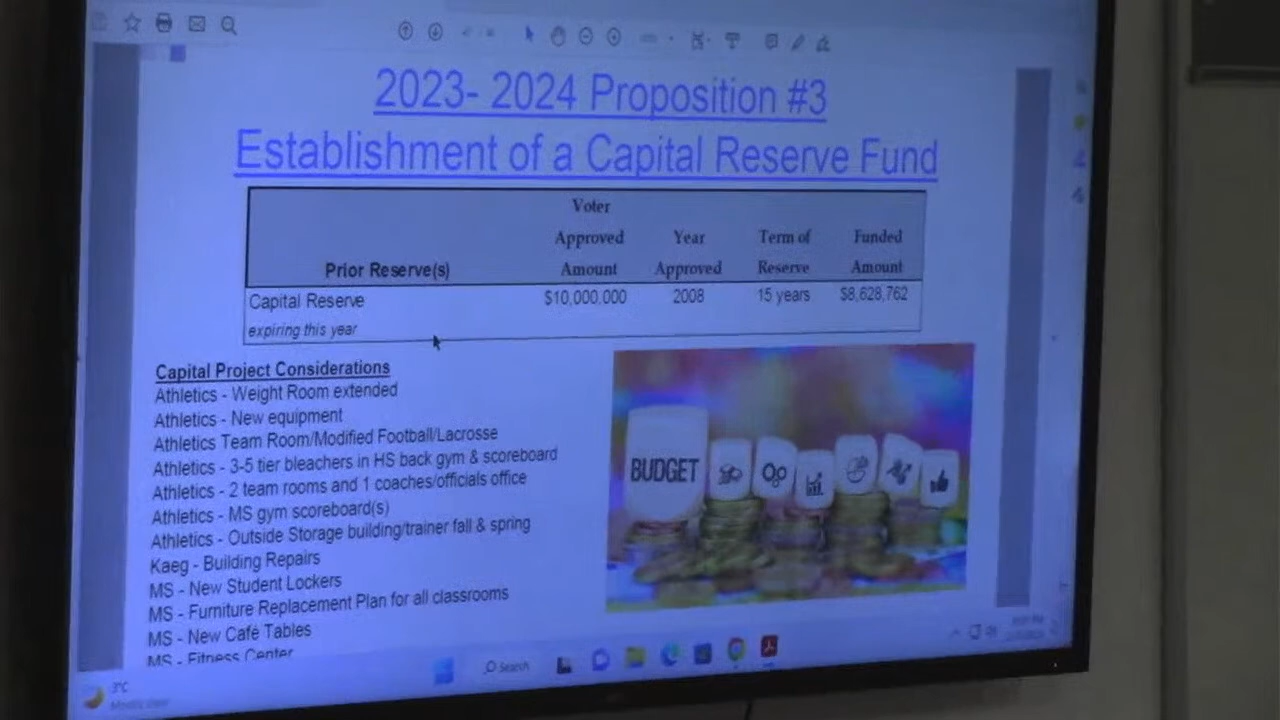 2023- 2024 Proposition #3
Establishment of a Capital Reserve Fund
Prior Reserve(s)
Voter Approved Amount
Year Approved
Term of Reserve
Funded Amount
Capital Reserve $10,000,000 2008 15 years $8,628,762
expiring this year
Capital Project Considerations
Athletics - Weight Room extended
Athletics - New equipment
Athletics Team Room/Modified Football/Lacrosse
Athletics - 3-5 tier bleachers in HS back gym & scoreboard
Athletics - 2 team rooms and 1 coaches/officials office
Athletics - MS gym scoreboard(s)
Athletics - Outside Storage building/trainer fall & spring
Kaeg - Building Repairs
MS - New Student Lockers
MS - Furniture Replacement Plan for all classrooms
MS - New Café Tables
MS - Fitness Center
BUDGET
Search
3°C